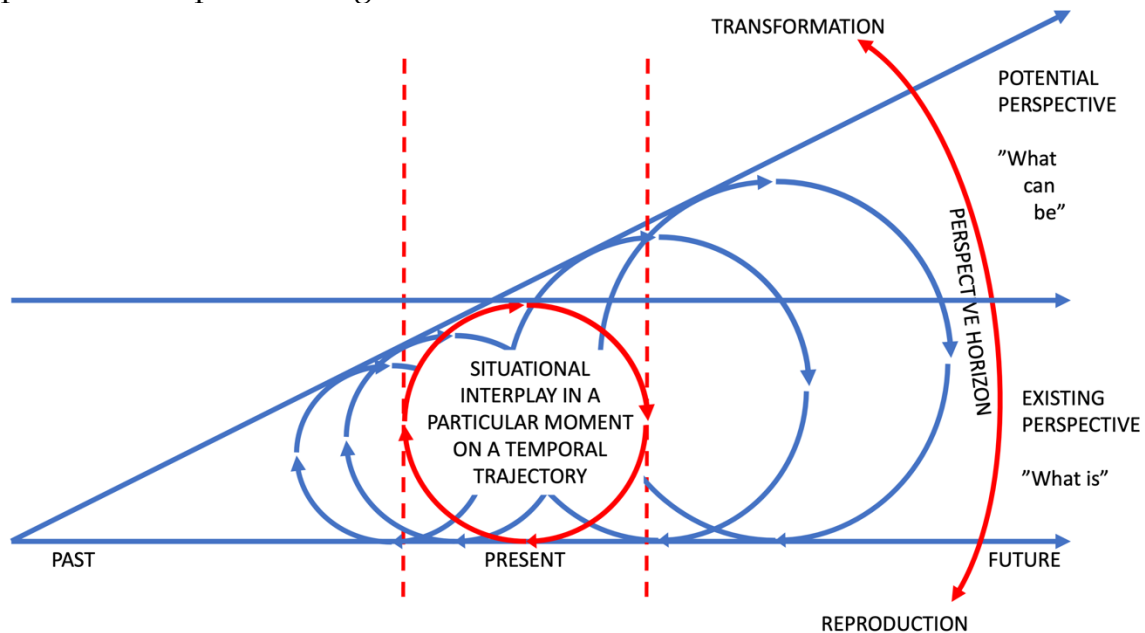 TRANSFORMATION
POTENTIAL
PERSPECTIVE
”What
can
be”
PERSPECTIVE HORIZON
SITUATIONAL
INTERPLAY IN A
PARTICULAR MOMENT
ON A TEMPORAL
TRAJECTORY
EXISTING
PERSPECTIVE
”What is”
PAST
PRESENT
FUTURE
REPRODUCTION